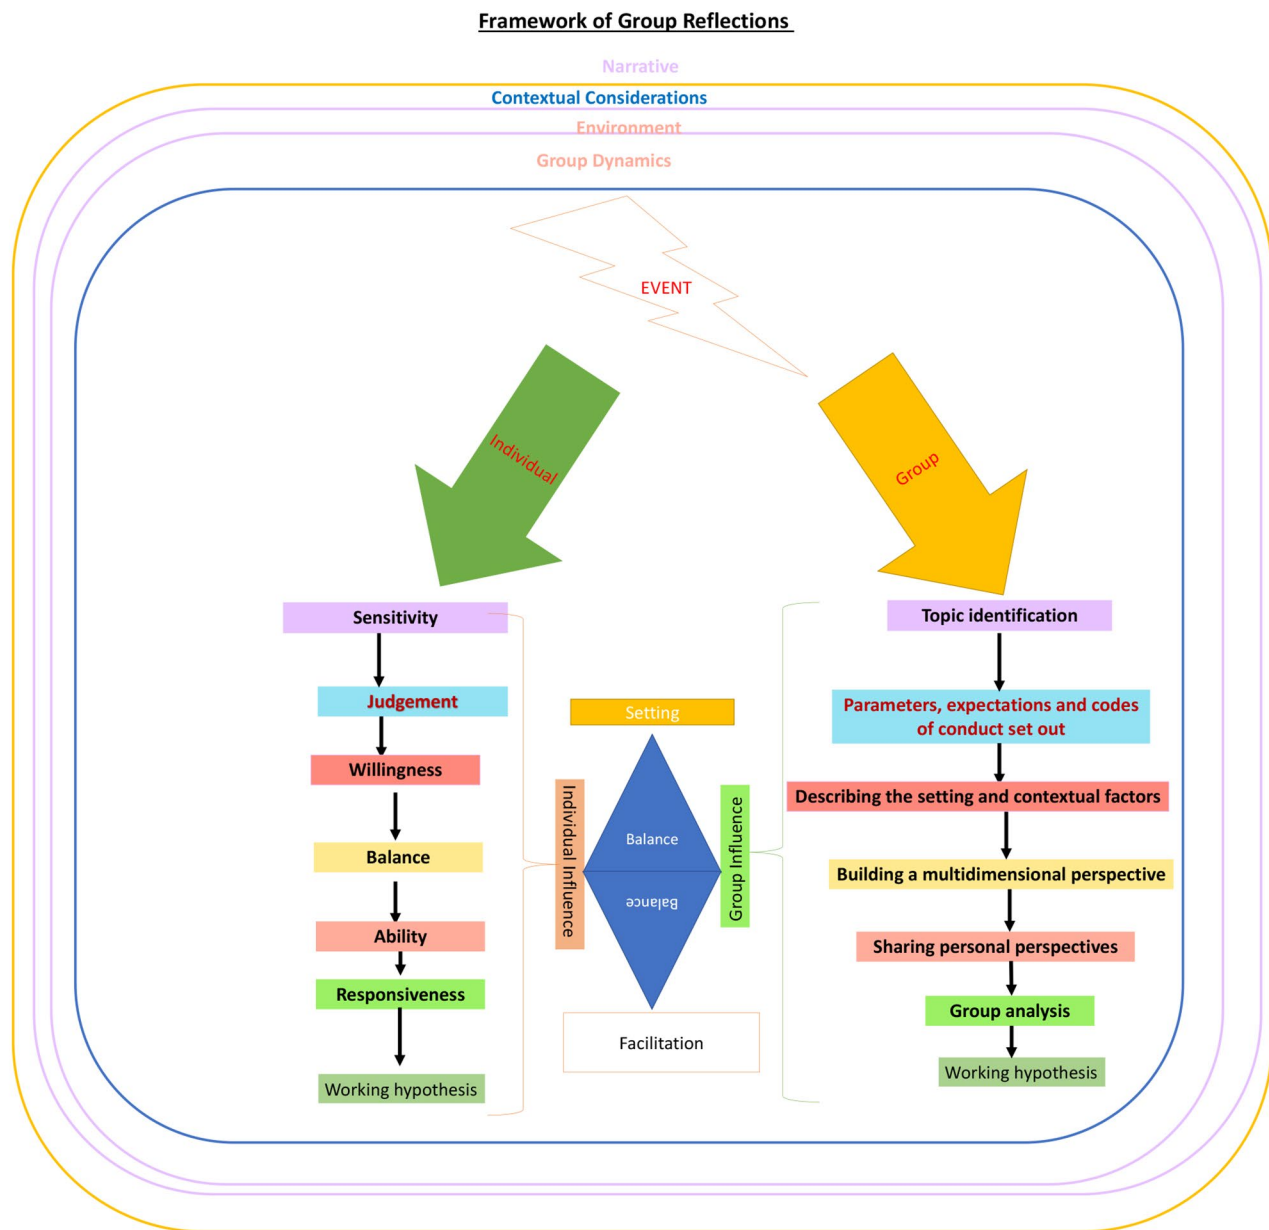 Framework of Group Reflections
Narrative
Contextual Considerations
Environment
Group Dynamics
EVENT
Individual
Group
Sensitivity
Judgement
Willingness
Balance
Ability
Responsiveness
Working hypothesis
Setting
Individual Influence
Balance
Balance
Group Influence
Facilitation
Topic identification
Parameters, expectations and codes
of conduct set out
Describing the setting and contextual factors
Building a multidimensional perspective
Sharing personal perspectives
Group analysis
Working hypothesis